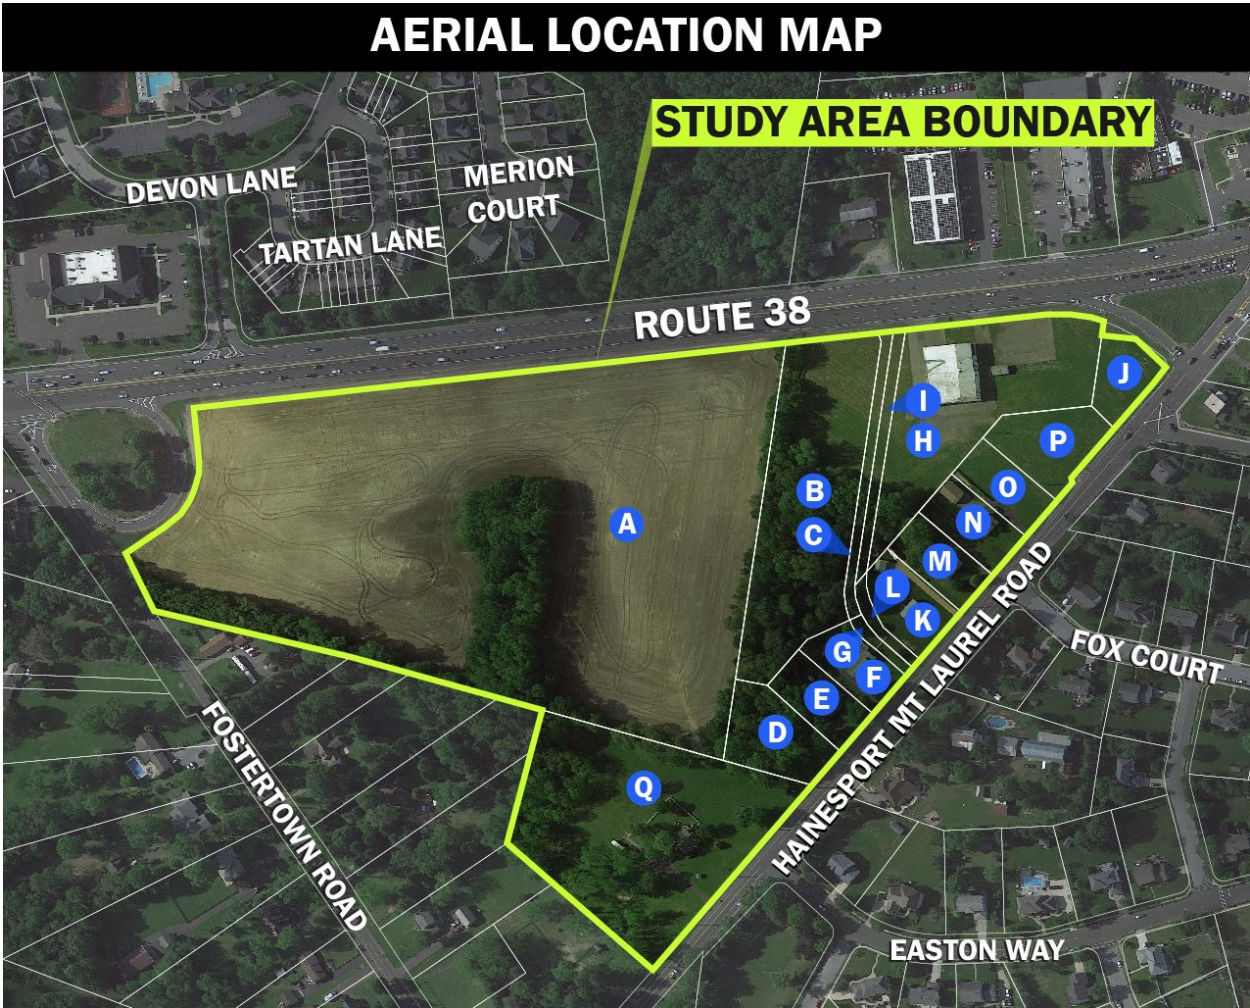 AERIAL LOCATION MAP
STUDY AREA BOUNDARY
DEVON LANE
MERION
COURT
TARTAN LANE
ROUTE 38
J
I
H
P
B
O
A
N
C
M
L
K
G
F
E
D
Q
HAINESPORT MT LAUREL ROAD
FOX COURT
FOSTERTOWN ROAD
EASTON WAY